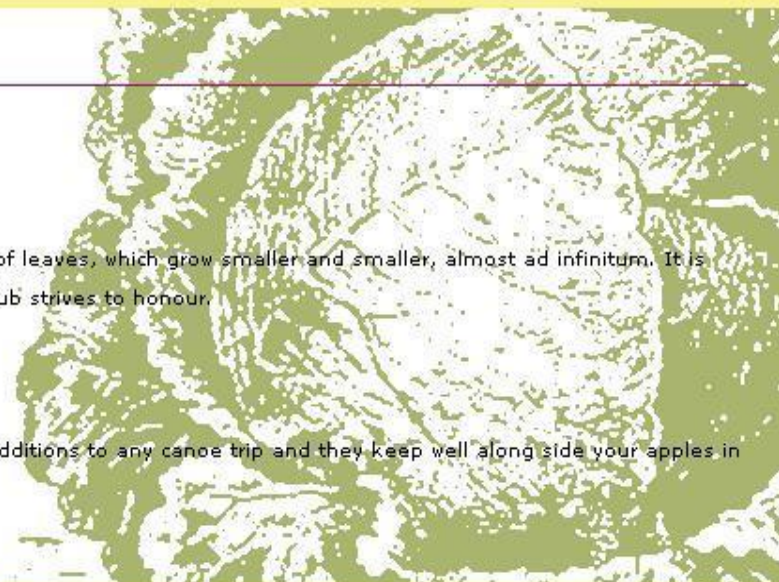 of leaves, which grow smaller and smaller, almost ad infinitum. It is
ub strives to honour.
dditions to any canoe trip and they keep well along side your apples in